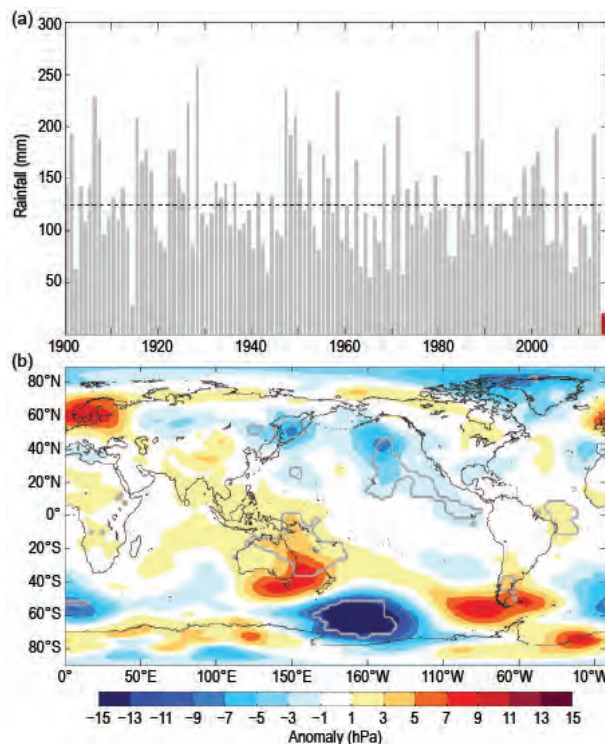 (a)
300
250
200
150
100
50
Rainfall (mm)
1900 1920 1940 1960 1980 2000
(b)
80°N
60°N
40°N
20°N
0°
20°S
40°S
60°S
80°S
0° 50°E 100°E 150°E 160°W 110°W 60°W 10°W
−15 −13 −11 −9 −7 −5 −3 −1 1 3 5 7 9 11 13 15
Anomaly (hPa)